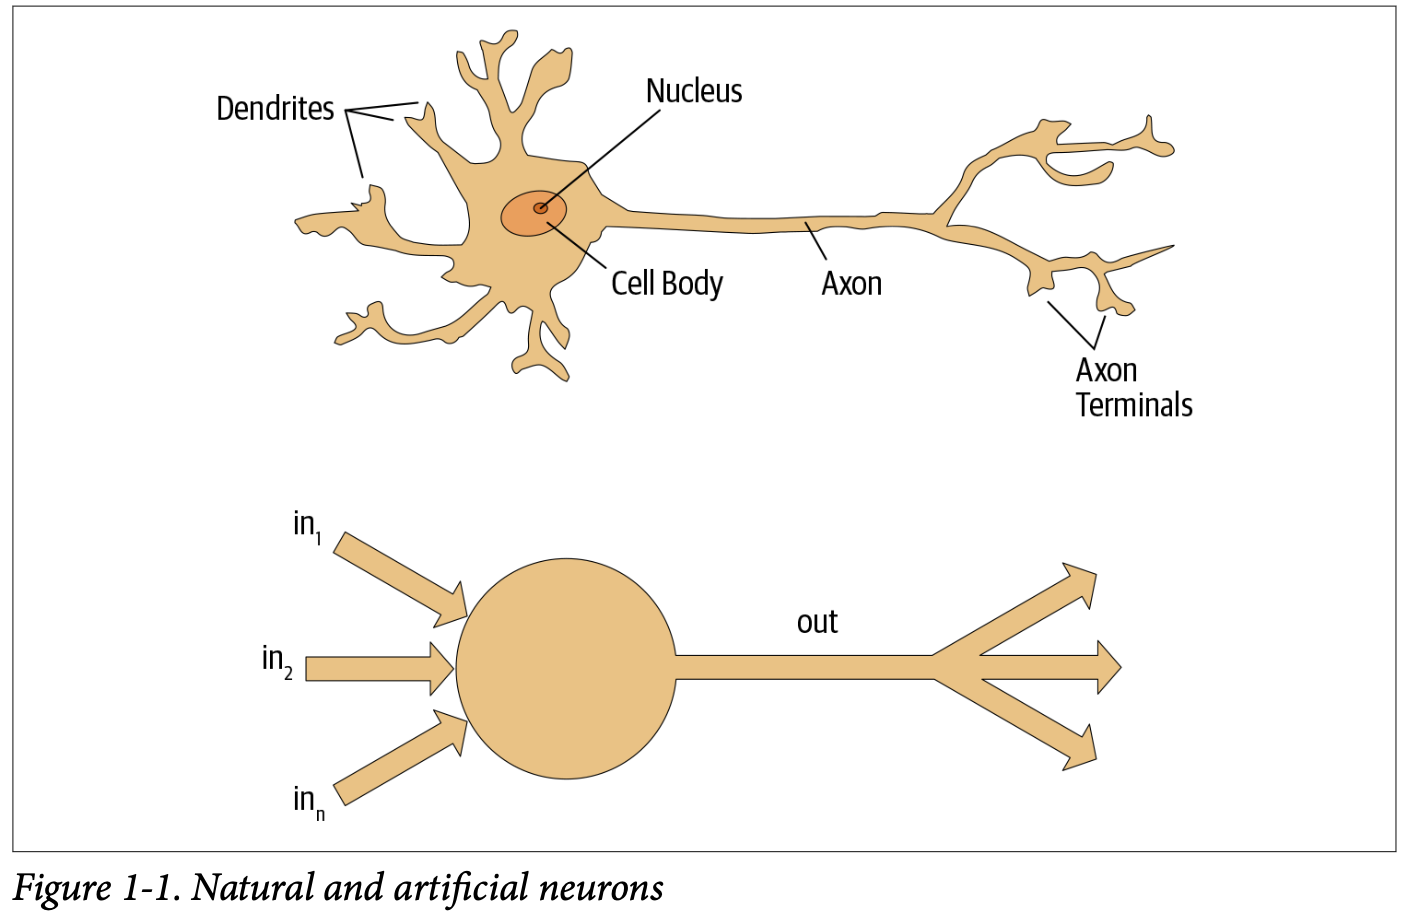 Dendrites
Nucleus
Cell Body
Axon
Axon
Terminals
in1
in2
inn
out
Figure 1-1. Natural and artificial neurons